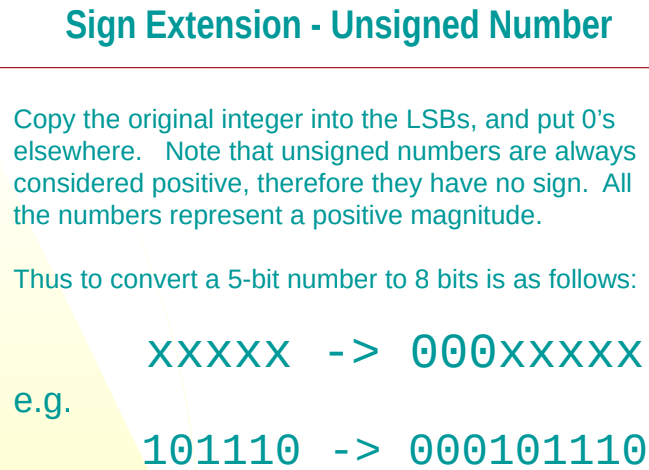 Sign Extension - Unsigned Number
Copy the original integer into the LSBs, and put 0’s
elsewhere.   Note that unsigned numbers are always
considered positive, therefore they have no sign.  All
the numbers represent a positive magnitude.
Thus to convert a 5-bit number to 8 bits is as follows:
xxxxx -> 000xxxxx
e.g.
101110 -> 000101110